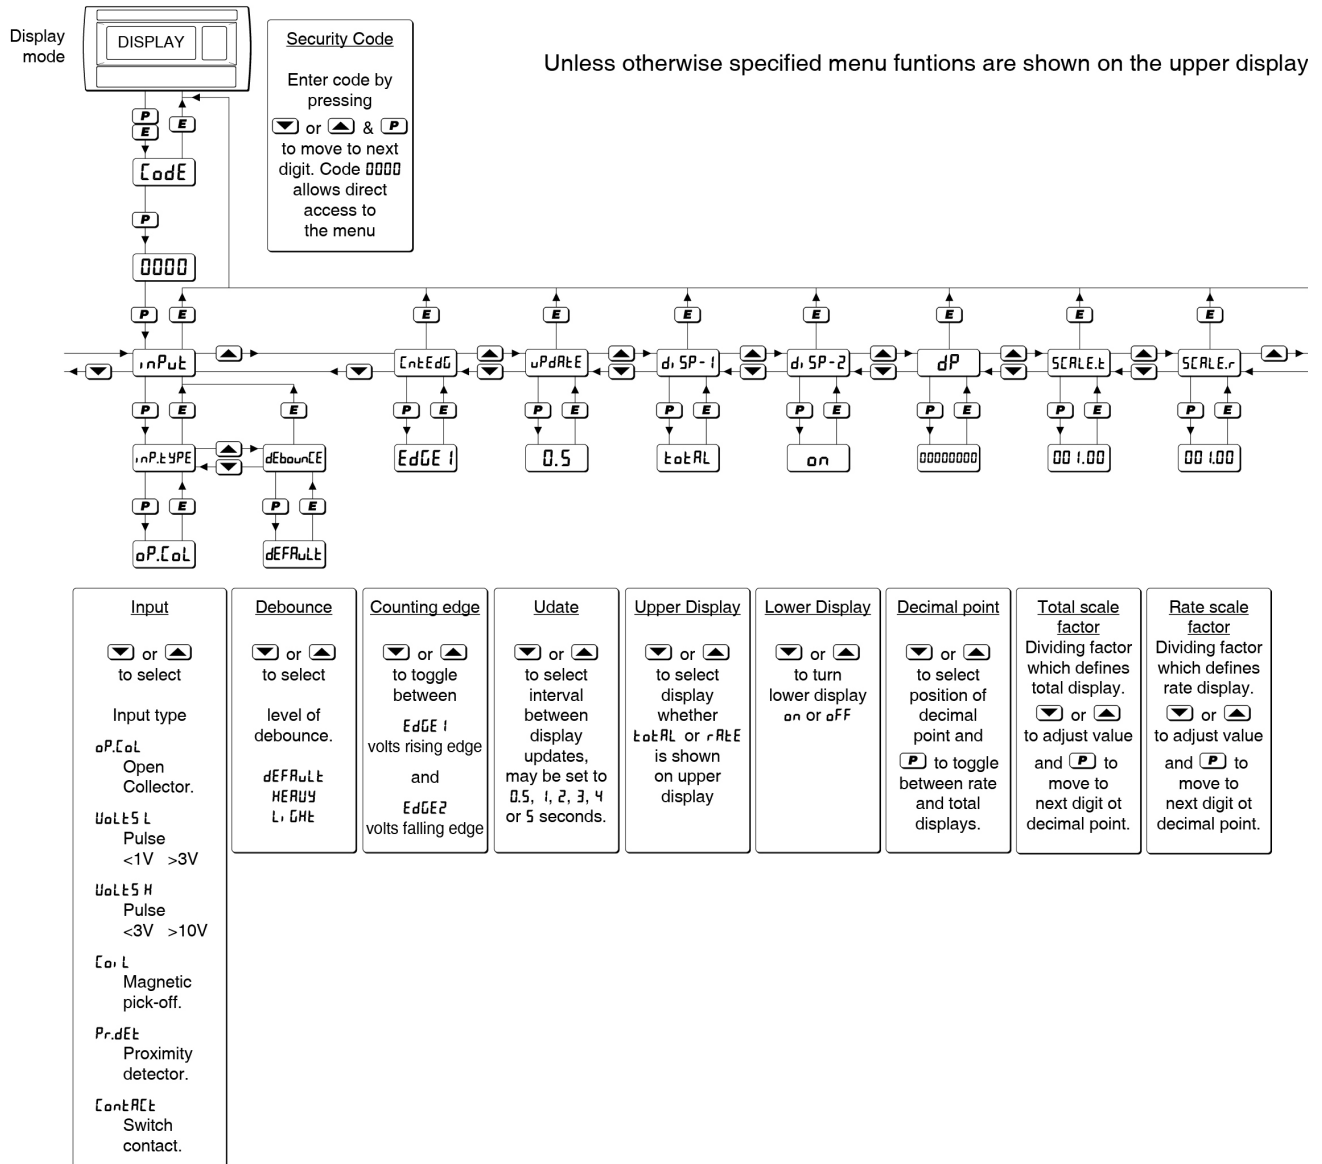 Display
mode
DISPLAY
Unless otherwise specified menu funtions are shown on the upper display
Security Code
Enter code by
pressing
or & P
to move to next
digit. Code 0000
allows direct
access to
the menu
P
E
E
CodE
P
0000
P E E E E E E E E
inPut CntEdG uPdAtE diSP-1 diSP-2 dP SCALE.t SCALE.r
P E E P E P E P E P E P E P E P E
inP.tYPE dEbounCE EdGE1 0.5 totAL on 00000000 001.00 001.00
P E P E
oP.CoL dEFAuLt
Input
or
to select
Input type
oP.CoL
Open
Collector.
VoLtS L
Pulse
<1V >3V
VoLtS H
Pulse
<3V >10V
Coi L
Magnetic
pick-off.
Pr.dEt
Proximity
detector.
ContACt
Switch
contact.
Debounce
or
to select
level of
debounce.
dEFAuLt
HEAVY
LiGHt
Counting edge
or
to toggle
between
EdGE1
volts rising edge
and
EdGE2
volts falling edge
Udate
or
to select
interval
between
display
updates,
may be set to
0.5, 1, 2, 3, 4
or 5 seconds.
Upper Display
or
to select
display
whether
totAL or rAtE
is shown
on upper
display
Lower Display
or
to turn
lower display
on or oFF
Decimal point
or
to select
position of
decimal
point and
P to toggle
between rate
and total
displays.
Total scale
factor
Dividing factor
which defines
total display.
or
to adjust value
and P to
move to
next digit ot
decimal point.
Rate scale
factor
Dividing factor
which defines
rate display.
or
to adjust value
and P to
move to
next digit ot
decimal point.